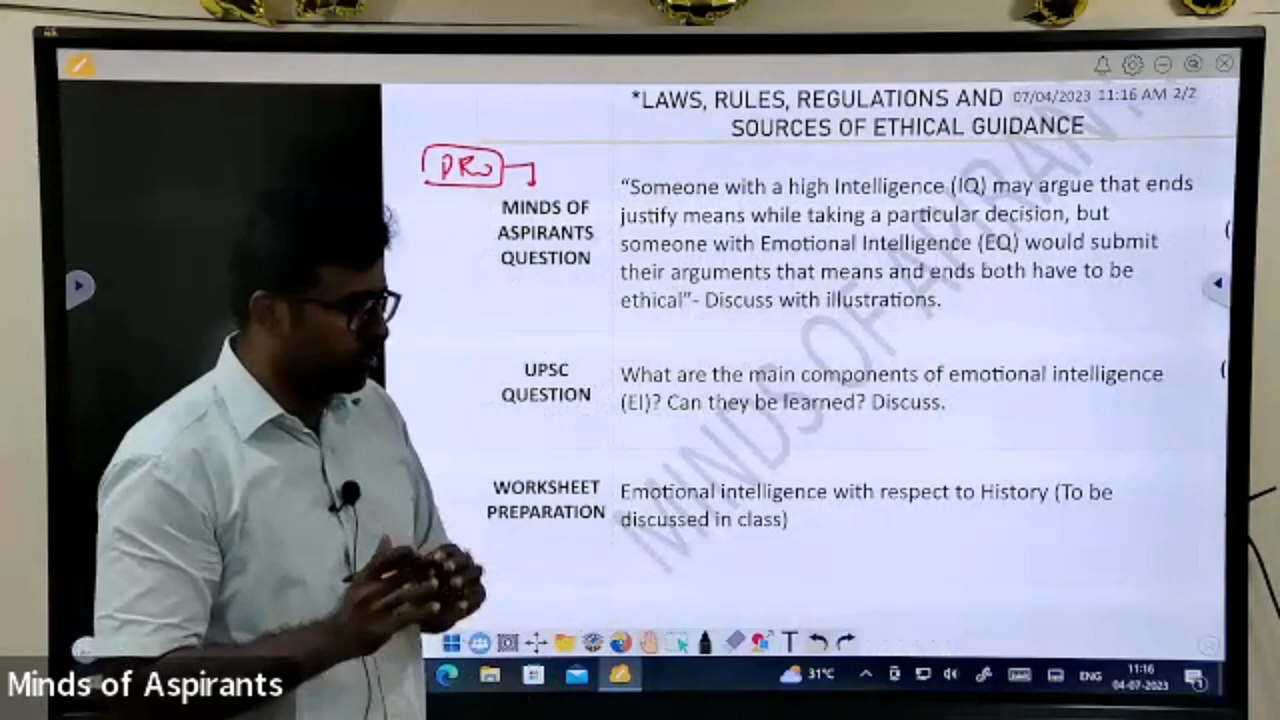 *LAWS, RULES, REGULATIONS AND
07/04/2023 11:16 AM 2/2
SOURCES OF ETHICAL GUIDANCE
MINDS OF
ASPIRANTS
QUESTION
“Someone with a high Intelligence (IQ) may argue that ends
justify means while taking a particular decision, but
someone with Emotional Intelligence (EQ) would submit
their arguments that means and ends both have to be
ethical”- Discuss with illustrations.
UPSC
QUESTION
What are the main components of emotional intelligence
(EI)? Can they be learned? Discuss.
WORKSHEET
PREPARATION
Emotional intelligence with respect to History (To be
discussed in class)
MINDS OF ASPIRANT
31°C
ENG
11:16
04-07-2023
Minds of Aspirants